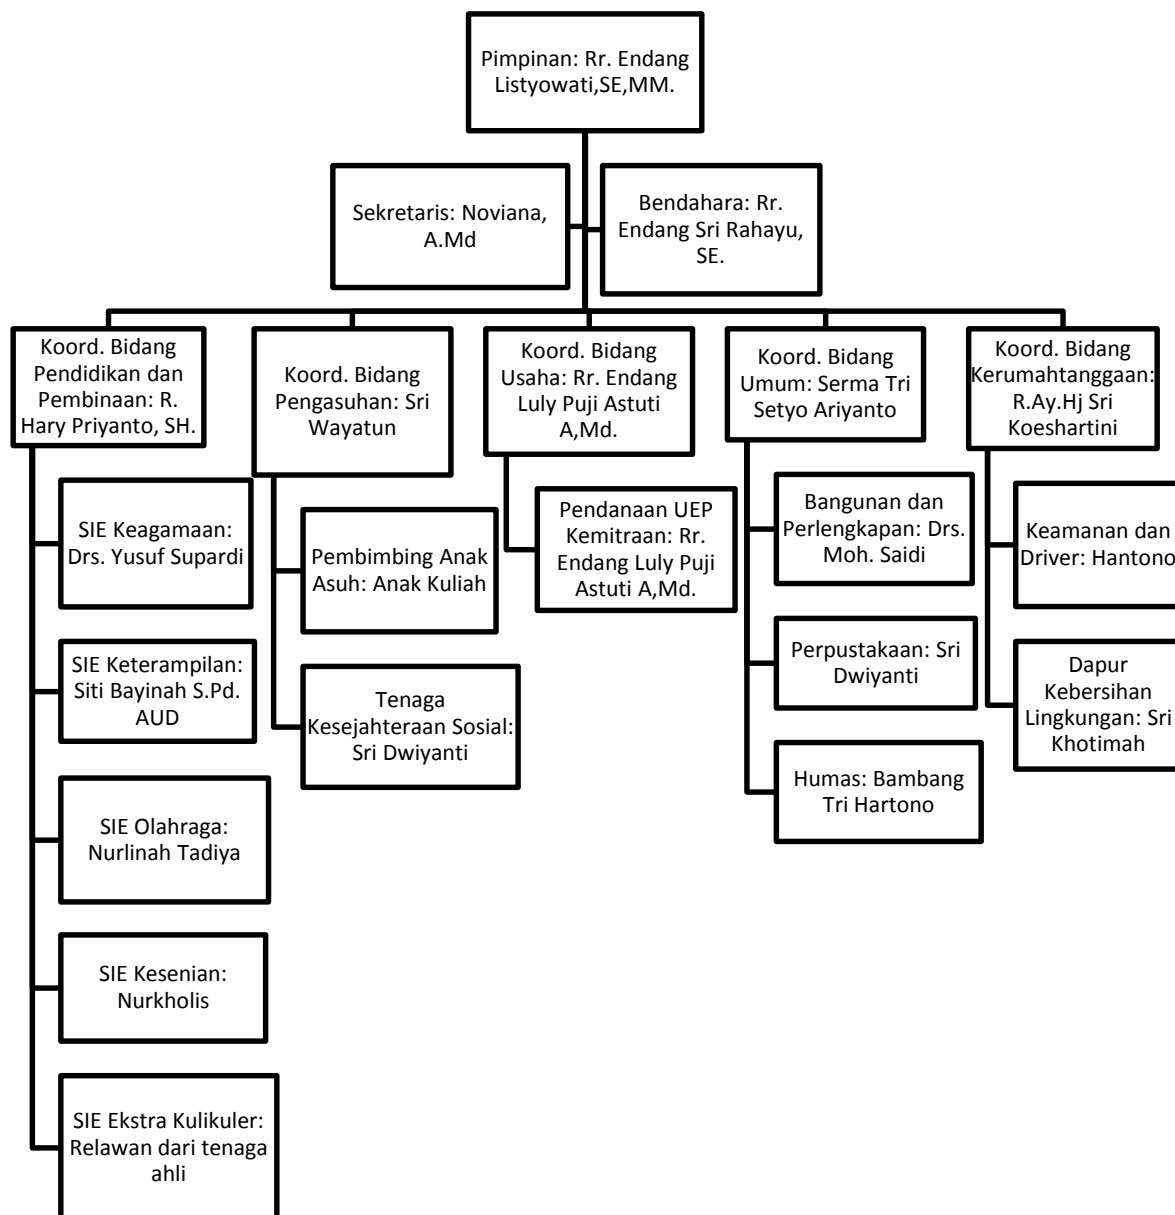 Pimpinan: Rr. Endang
Listyowati,SE,MM.
Sekretaris: Noviana,
A.Md
Bendahara: Rr.
Endang Sri Rahayu,
SE.
Koord. Bidang
Pendidikan dan
Pembinaan: R.
Hary Priyanto, SH.
Koord. Bidang
Pengasuhan: Sri
Wayatun
Koord. Bidang
Usaha: Rr. Endang
Luly Puji Astuti
A,Md.
Koord. Bidang
Umum: Serma Tri
Setyo Ariyanto
Koord. Bidang
Kerumahtanggaan:
R.Ay.Hj Sri
Koeshartini
SIE Keagamaan:
Drs. Yusuf Supardi
SIE Keterampilan:
Siti Bayinah S.Pd.
AUD
SIE Olahraga:
Nurlinah Tadiya
SIE Kesenian:
Nurkholis
SIE Ekstra Kulikuler:
Relawan dari tenaga
ahli
Pembimbing Anak
Asuh: Anak Kuliah
Tenaga
Kesejahteraan Sosial:
Sri Dwiyanti
Pendanaan UEP
Kemitraan: Rr.
Endang Luly Puji
Astuti A,Md.
Bangunan dan
Perlengkapan: Drs.
Moh. Saidi
Perpustakaan: Sri
Dwiyanti
Humas: Bambang
Tri Hartono
Keamanan dan
Driver: Hantono
Dapur
Kebersihan
Lingkungan: Sri
Khotimah